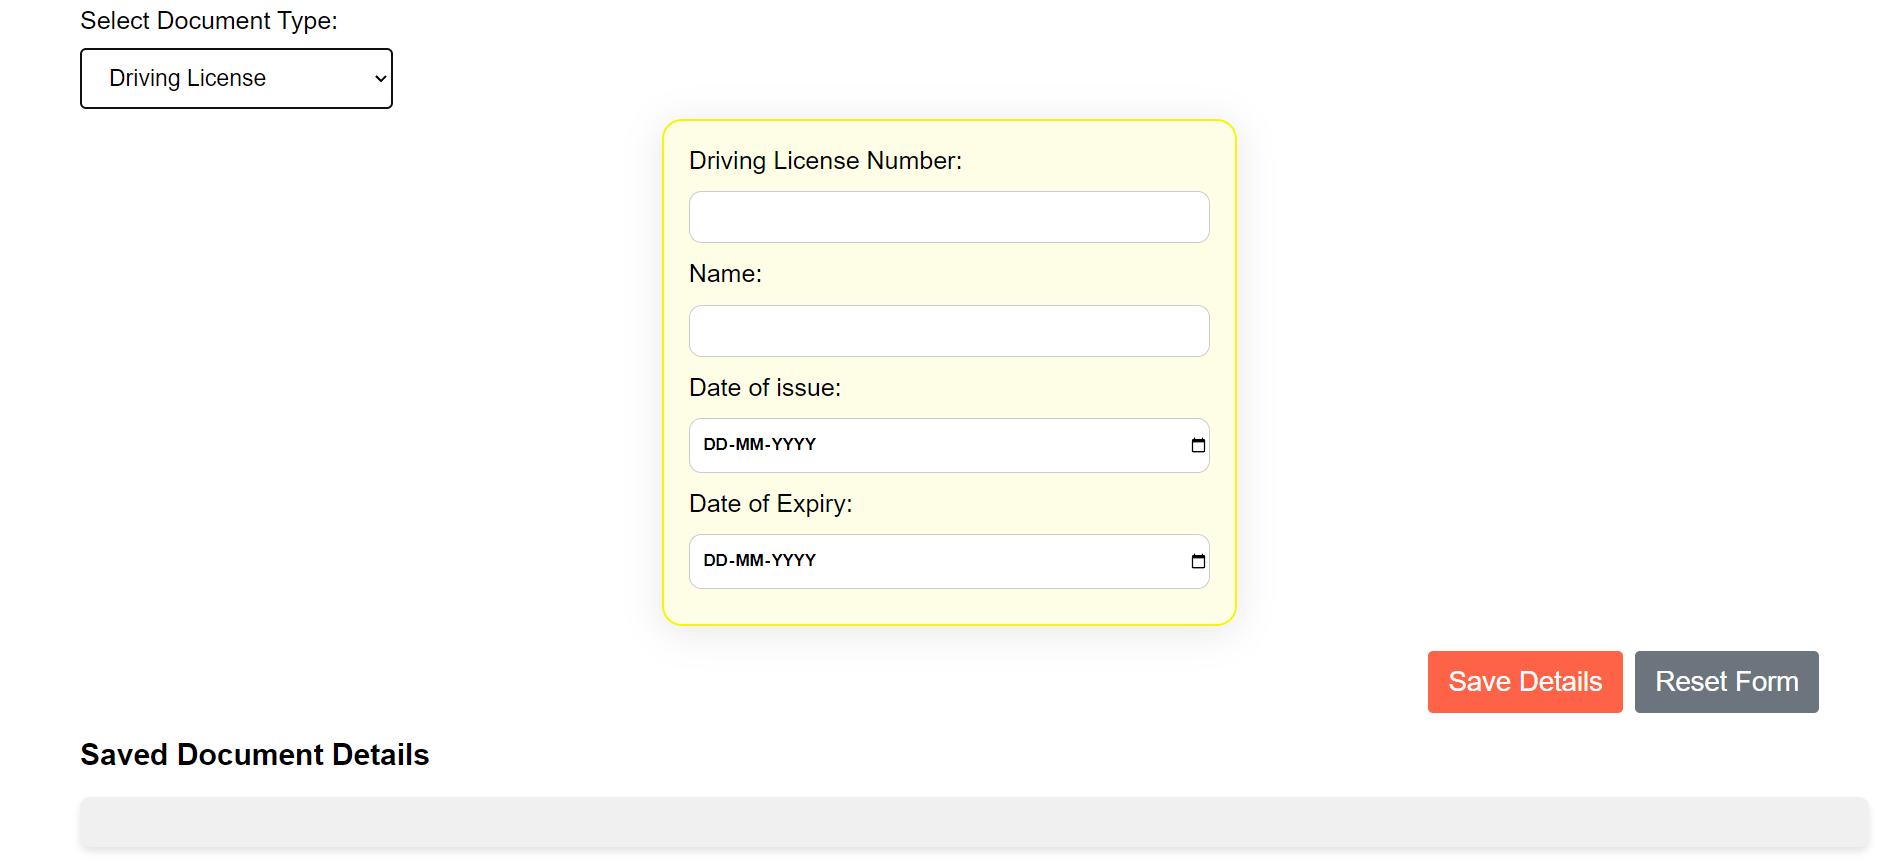 Select Document Type:
Driving License
Driving License Number:
Name:
Date of issue:
DD-MM-YYYY
Date of Expiry:
DD-MM-YYYY
Save Details
Reset Form
Saved Document Details